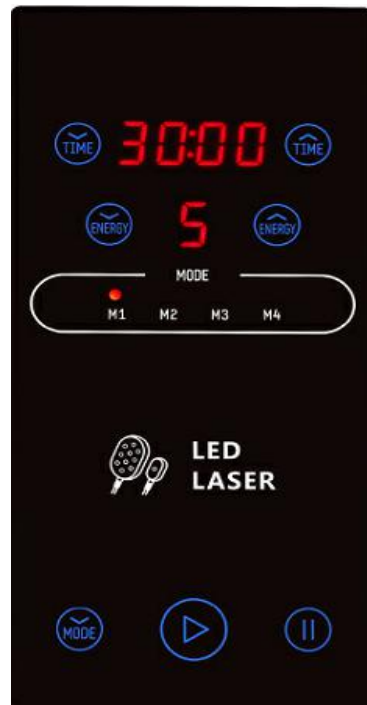 TIME 30:00 TIME
ENERGY 5 ENERGY
MODE
M1 M2 M3 M4
LED
LASER
MODE